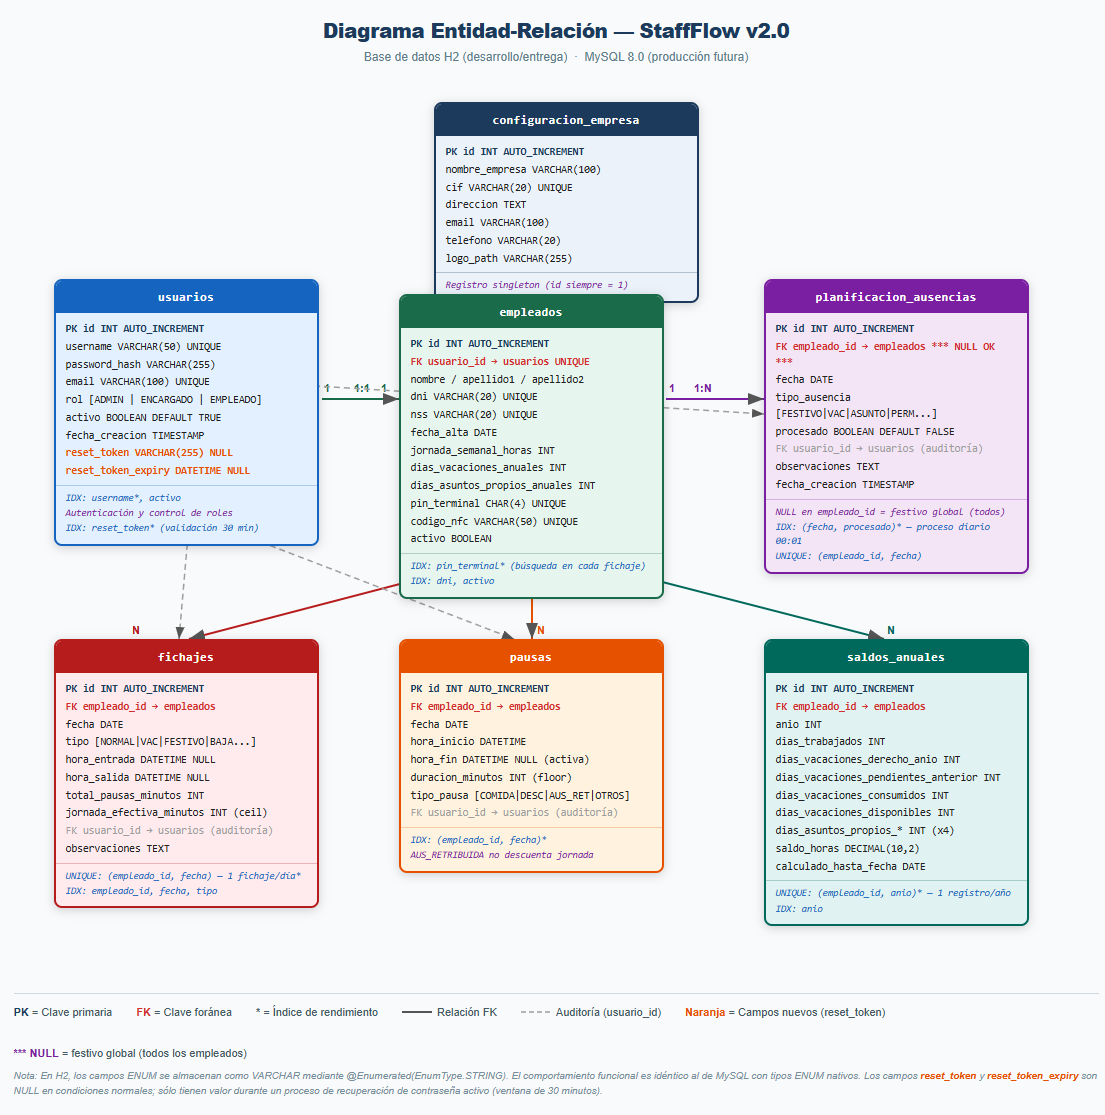 Diagrama Entidad-Relación — StaffFlow v2.0
Base de datos H2 (desarrollo/entrega) · MySQL 8.0 (producción futura)
configuracion_empresa
PK id INT AUTO_INCREMENT
nombre_empresa VARCHAR(100)
cif VARCHAR(20) UNIQUE
direccion TEXT
email VARCHAR(100)
telefono VARCHAR(20)
logo_path VARCHAR(255)
Registro singleton (id siempre = 1)
usuarios
PK id INT AUTO_INCREMENT
username VARCHAR(50) UNIQUE
password_hash VARCHAR(255)
email VARCHAR(100) UNIQUE
rol [ADMIN | ENCARGADO | EMPLEADO]
activo BOOLEAN DEFAULT TRUE
fecha_creacion TIMESTAMP
reset_token VARCHAR(255) NULL
reset_token_expiry DATETIME NULL
IDX: username*, activo
Autenticación y control de roles
IDX: reset_token* (validación 30 min)
1 1:1 1
empleados
PK id INT AUTO_INCREMENT
FK usuario_id → usuarios UNIQUE
nombre / apellido1 / apellido2
dni VARCHAR(20) UNIQUE
nss VARCHAR(20) UNIQUE
fecha_alta DATE
jornada_semanal_horas INT
dias_vacaciones_anuales INT
dias_asuntos_propios_anuales INT
pin_terminal CHAR(4) UNIQUE
codigo_nfc VARCHAR(50) UNIQUE
activo BOOLEAN
IDX: pin_terminal* (búsqueda en cada fichaje)
IDX: dni, activo
1 1:N
planificacion_ausencias
PK id INT AUTO_INCREMENT
FK empleado_id → empleados *** NULL OK
***
fecha DATE
tipo_ausencia
[FESTIVO|VAC|ASUNTO|PERM...]
procesado BOOLEAN DEFAULT FALSE
FK usuario_id → usuarios (auditoría)
observaciones TEXT
fecha_creacion TIMESTAMP
NULL en empleado_id = festivo global (todos)
IDX: (fecha, procesado)* — proceso diario
00:01
UNIQUE: (empleado_id, fecha)
N
N
N
fichajes
PK id INT AUTO_INCREMENT
FK empleado_id → empleados
fecha DATE
tipo [NORMAL|VAC|FESTIVO|BAJA...]
hora_entrada DATETIME NULL
hora_salida DATETIME NULL
total_pausas_minutos INT
jornada_efectiva_minutos INT (ceil)
FK usuario_id → usuarios (auditoría)
observaciones TEXT
UNIQUE: (empleado_id, fecha) — 1 fichaje/día*
IDX: empleado_id, fecha, tipo
pausas
PK id INT AUTO_INCREMENT
FK empleado_id → empleados
fecha DATE
hora_inicio DATETIME
hora_fin DATETIME NULL (activa)
duracion_minutos INT (floor)
tipo_pausa [COMIDA|DESC|AUS_RET|OTROS]
FK usuario_id → usuarios (auditoría)
IDX: (empleado_id, fecha)*
AUS_RETRIBUIDA no descuenta jornada
saldos_anuales
PK id INT AUTO_INCREMENT
FK empleado_id → empleados
anio INT
dias_trabajados INT
dias_vacaciones_derecho_anio INT
dias_vacaciones_pendientes_anterior INT
dias_vacaciones_consumidos INT
dias_vacaciones_disponibles INT
dias_asuntos_propios_* INT (x4)
saldo_horas DECIMAL(10,2)
calculado_hasta_fecha DATE
UNIQUE: (empleado_id, anio)* — 1 registro/año
IDX: anio
PK = Clave primaria FK = Clave foránea * = Índice de rendimiento Relación FK Auditoría (usuario_id) Naranja = Campos nuevos (reset_token)
*** NULL = festivo global (todos los empleados)
Nota: En H2, los campos ENUM se almacenan como VARCHAR mediante @Enumerated(EnumType.STRING). El comportamiento funcional es idéntico al de MySQL con tipos ENUM nativos. Los campos reset_token y reset_token_expiry son
NULL en condiciones normales; sólo tienen valor durante un proceso de recuperación de contraseña activo (ventana de 30 minutos).